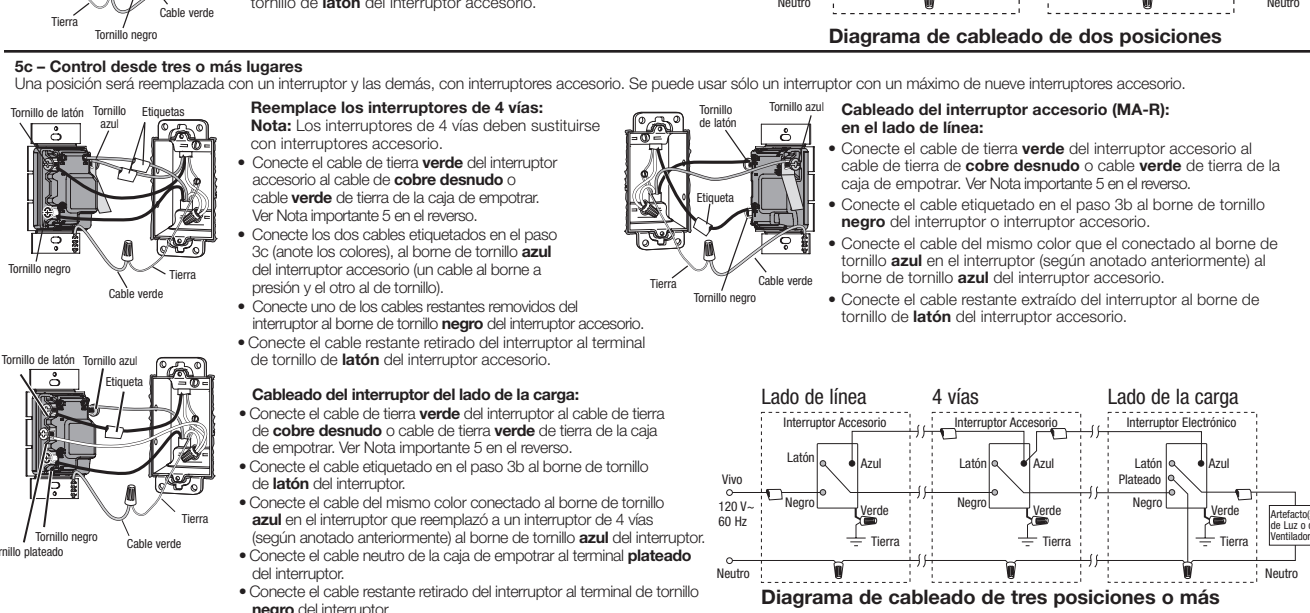 tornillo de latón del interruptor accesorio.
Cable verde
Tierra
Tornillo negro
Neutro
Neutro
Diagrama de cableado de dos posiciones
5c – Control desde tres o más lugares
Una posición será reemplazada con un interruptor y las demás, con interruptores accesorio. Se puede usar sólo un interruptor con un máximo de nueve interruptores accesorio.
Tornillo de latón
Tornillo
azul
Etiquetas
Tornillo negro
Cable verde
Tierra
Reemplace los interruptores de 4 vías:
Nota: Los interruptores de 4 vías deben sustituirse
con interruptores accesorio.
• Conecte el cable de tierra verde del interruptor
accesorio al cable de cobre desnudo o
cable verde de tierra de la caja de empotrar.
Ver Nota importante 5 en el reverso.
• Conecte los dos cables etiquetados en el paso
3c (anote los colores), al borne de tornillo azul
del interruptor accesorio (un cable al borne a
presión y el otro al de tornillo).
• Conecte uno de los cables restantes removidos del
interruptor al borne de tornillo negro del interruptor accesorio.
• Conecte el cable restante retirado del interruptor al terminal
de tornillo de latón del interruptor accesorio.
Tornillo
de latón
Tornillo azul
Etiqueta
Tierra
Cable verde
Tornillo negro
Cableado del interruptor accesorio (MA-R):
en el lado de línea:
• Conecte el cable de tierra verde del interruptor accesorio al
cable de tierra de cobre desnudo o cable verde de tierra de la
caja de empotrar. Ver Nota importante 5 en el reverso.
• Conecte el cable etiquetado en el paso 3b al borne de tornillo
negro del interruptor o interruptor accesorio.
• Conecte el cable del mismo color que el conectado al borne de
tornillo azul en el interruptor (según anotado anteriormente) al
borne de tornillo azul del interruptor accesorio.
• Conecte el cable restante extraído del interruptor al borne de
tornillo de latón del interruptor accesorio.
Tornillo de latón
Tornillo azul
Etiqueta
Tierra
Tornillo negro
Cable verde
nillo plateado
Cableado del interruptor del lado de la carga:
• Conecte el cable de tierra verde del interruptor al cable de tierra
de cobre desnudo o cable de tierra verde de tierra de la caja
de empotrar. Ver Nota importante 5 en el reverso.
• Conecte el cable etiquetado en el paso 3b al borne de tornillo
de latón del interruptor.
• Conecte el cable del mismo color conectado al borne de tornillo
azul en el interruptor que reemplazó a un interruptor de 4 vías
(según anotado anteriormente) al borne de tornillo azul del interruptor.
• Conecte el cable neutro de la caja de empotrar al terminal plateado
del interruptor.
• Conecte el cable restante retirado del interruptor al terminal de tornillo
negro del interruptor.
Lado de línea
4 vías
Lado de la carga
Interruptor Accesorio
Interruptor Accesorio
Interruptor Electrónico
Latón
Azul
Latón
Azul
Latón
Azul
Plateado
Vivo
120 V~
60 Hz
Negro
Verde
Negro
Verde
Negro
Verde
Tierra
Tierra
Tierra
Artefacto(
de Luz o
Ventilador
Neutro
Neutro
Diagrama de cableado de tres posiciones o más